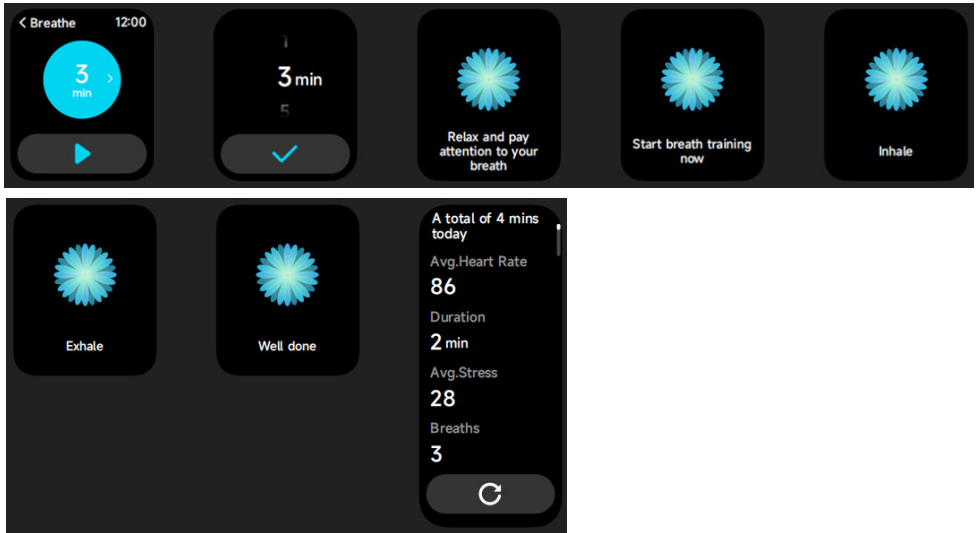 Breathe 12:00
3
min
1
3 min
5
Relax and pay
attention to your
breath
Start breath training
now
Inhale
Exhale
Well done
A total of 4 mins
today
Avg.Heart Rate
86
Duration
2 min
Avg.Stress
28
Breaths
3